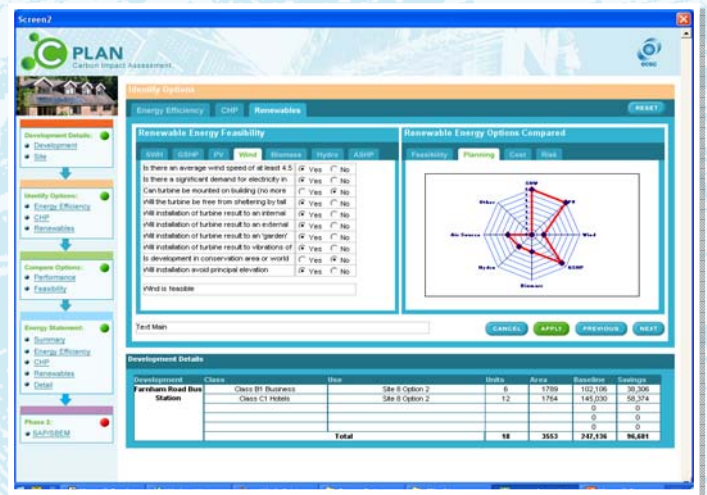 Screen2
C PLAN
Carbon Impact Assessment
Identify Options
Energy Efficiency CHP Renewables
RESET
Development Details:
Development
Site
Identify Options:
Energy Efficiency
CHP
Renewables
Compare Options:
Performance
Feasibility
Energy Statement:
Summary
Energy Efficiency
CHP
Renewables
Detail
Phase 2:
SAP/SBEM
Renewable Energy Feasibility
SWH GSHP PV Wind Biomass Hydro ASHP
Is there an average wind speed of at least 4.5 Yes No
Is there a significant demand for electricity in Yes No
Can turbine be mounted on building (no more Yes No
Will the turbine be free from sheltering by tall Yes No
Will installation of turbine result to an internal Yes No
Will installation of turbine result to an external Yes No
Will installation of turbine result to an 'garden' Yes No
Will installation of turbine result to vibrations of Yes No
Is development in conservation area or world Yes No
Will installation avoid principal elevation Yes No
Wind is feasible
Renewable Energy Options Compared
Feasibility Planning Cost Risk
SHW
PV
Wind
GSHP
Biomass
Hydro
Air Source
Other
Text Main
CANCEL APPLY PREVIOUS NEXT
Development Details
Development Class Use Units Area Baseline Savings
Farnham Road Bus Station Class B1 Business Site 8 Option 2 6 1789 102,106 38,306
Class C1 Hotels Site 8 Option 2 12 1764 145,030 58,374
0 0
0 0
0 0
Total 18 3553 247,136 96,681